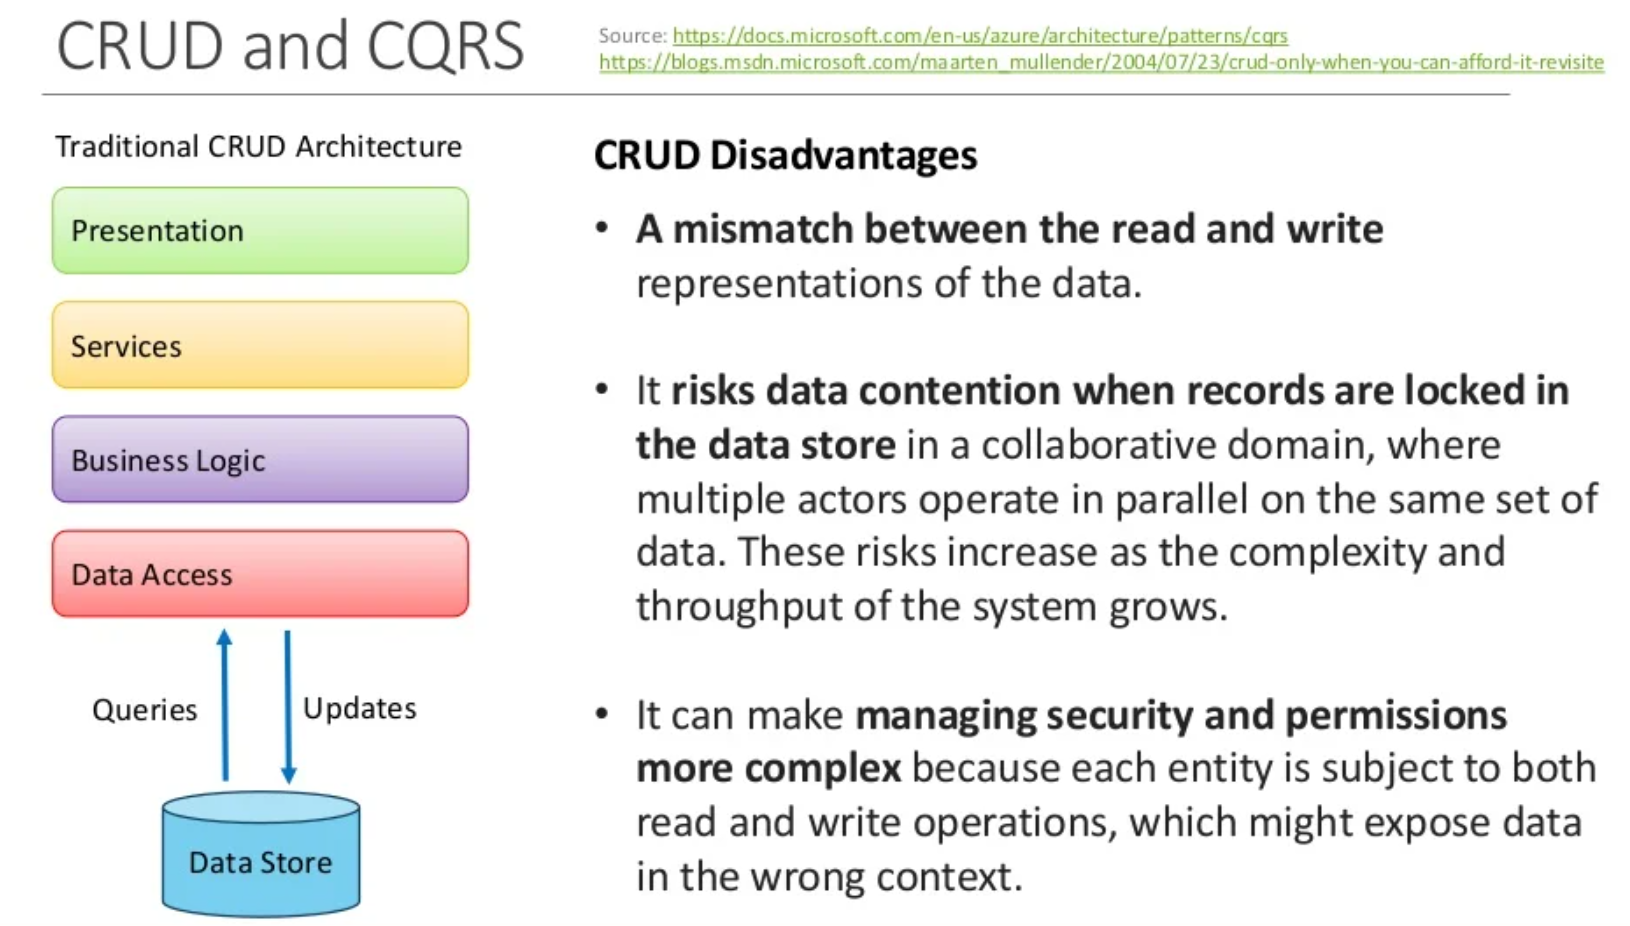 CRUD and CQRS
Source: https://docs.microsoft.com/en-us/azure/architecture/patterns/cqrs
https://blogs.msdn.microsoft.com/maarten_mullender/2004/07/23/crud-only-when-you-can-afford-it-revisite
Traditional CRUD Architecture
Presentation
Services
Business Logic
Data Access
Queries
Updates
Data Store
CRUD Disadvantages
• A mismatch between the read and write
representations of the data.
• It risks data contention when records are locked in
the data store in a collaborative domain, where
multiple actors operate in parallel on the same set of
data. These risks increase as the complexity and
throughput of the system grows.
• It can make managing security and permissions
more complex because each entity is subject to both
read and write operations, which might expose data
in the wrong context.